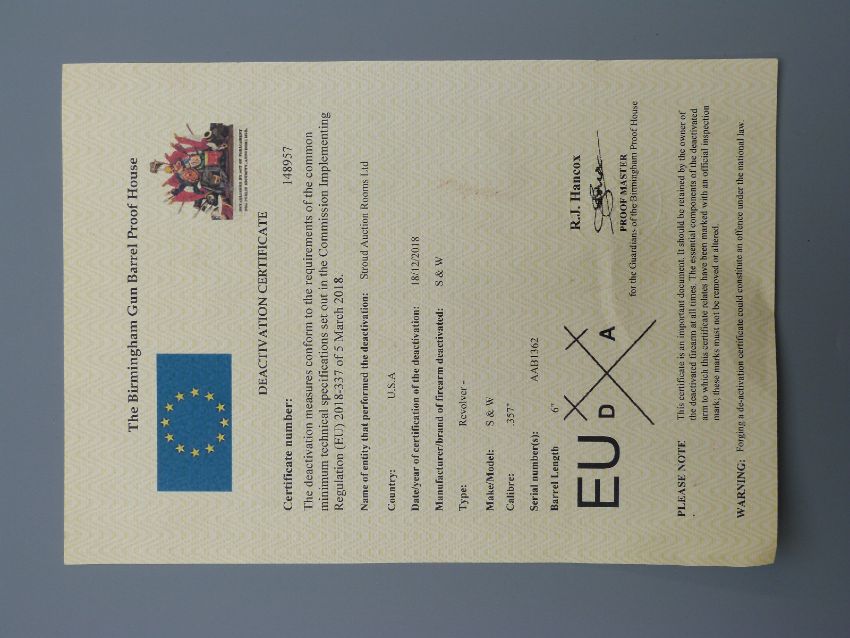 The Birmingham Gun Barrel Proof House
DEACTIVATION CERTIFICATE
Certificate number: 148957
The deactivation measures conform to the requirements of the common
minimum technical specifications set out in the Commission Implementing
Regulation (EU) 2018-337 of 5 March 2018.
Name of entity that performed the deactivation: Stroud Auction Rooms Ltd
Country: U.S.A
Date/year of certification of the deactivation: 18/12/2018
Manufacturer/brand of firearm deactivated: S & W
Type: Revolver -
Make/Model: S & W
Calibre: .357"
Serial number(s): AAB1362
Barrel Length 6"
EU D A
R.J. Hancox
PROOF MASTER
for the Guardians of the Birmingham Proof House
PLEASE NOTE This certificate is an important document. It should be retained by the owner of
the deactivated firearm at all times. The essential components of the deactivated
arm to which this certificate relates have been marked with an official inspection
mark; these marks must not be removed or altered.
WARNING: Forging a de-activation certificate could constitute an offence under the national law.